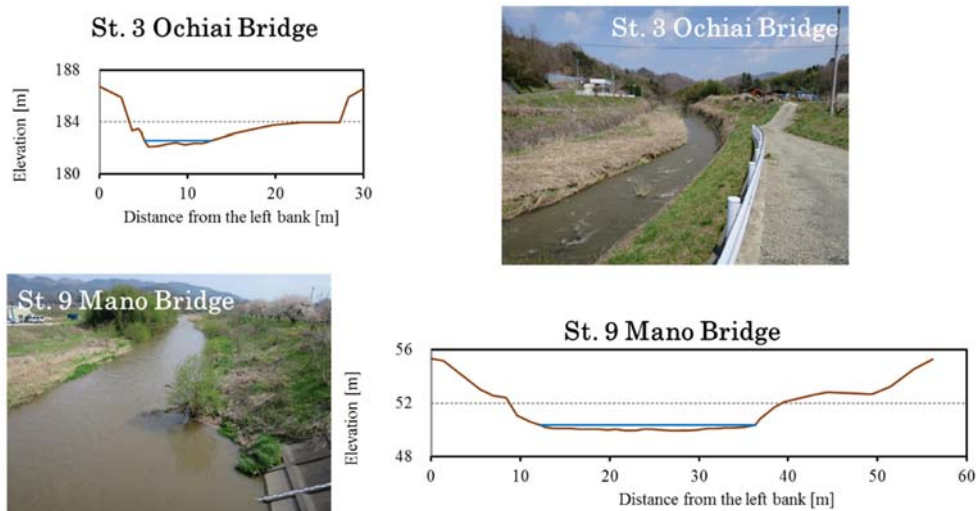 St. 3 Ochiai Bridge
188
184
180
Elevation [m]
0
10
20
30
Distance from the left bank [m]
St. 3 Ochiai Bridge
St. 9 Mano Bridge
St. 9 Mano Bridge
56
52
48
Elevation [m]
0
10
20
30
40
50
60
Distance from the left bank [m]